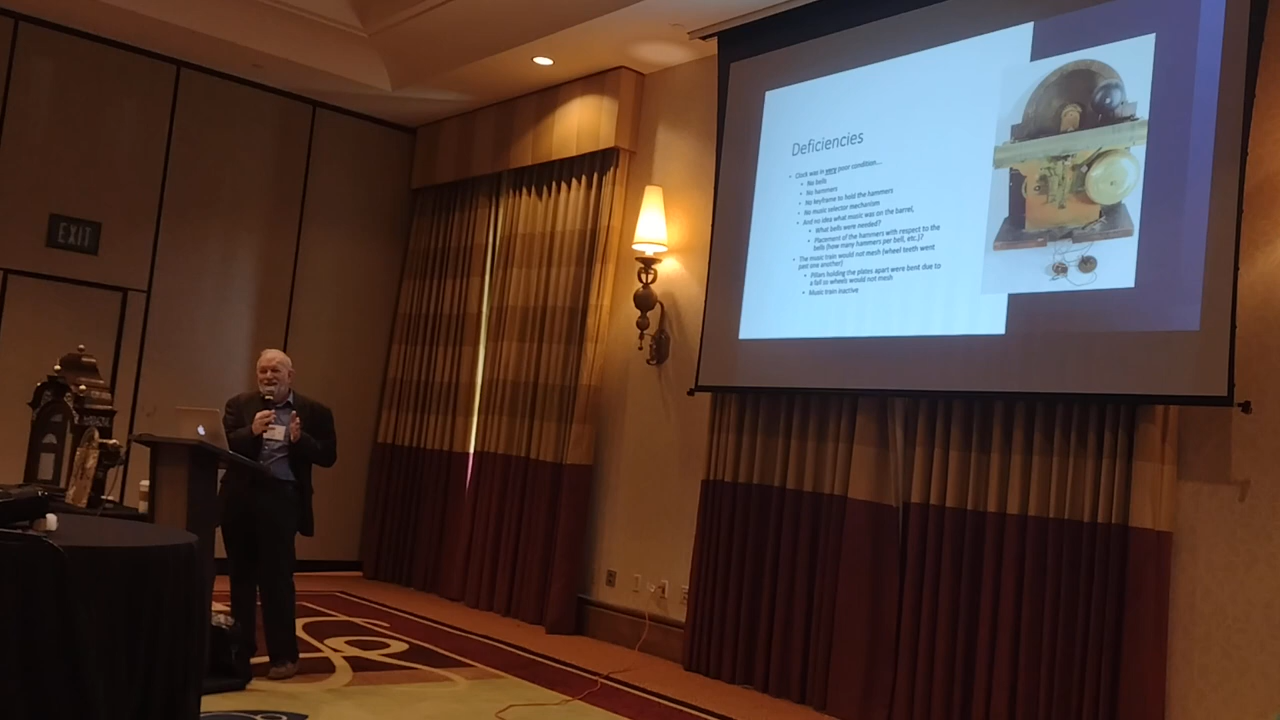 EXIT
Deficiencies
• Clock was in very poor condition...
• No bells
• No hammers
• No keyframe to hold the hammers
• No music selector mechanism
• And no idea what music was on the barrel,
• What bells were needed?
• Placement of the hammers with respect to the
bells (how many hammers per bell, etc.)?
• The music train would not mesh (wheel teeth went
past one another)
• Pillars holding the plates apart were bent due to
a fall so wheels would not mesh
• Music train inactive